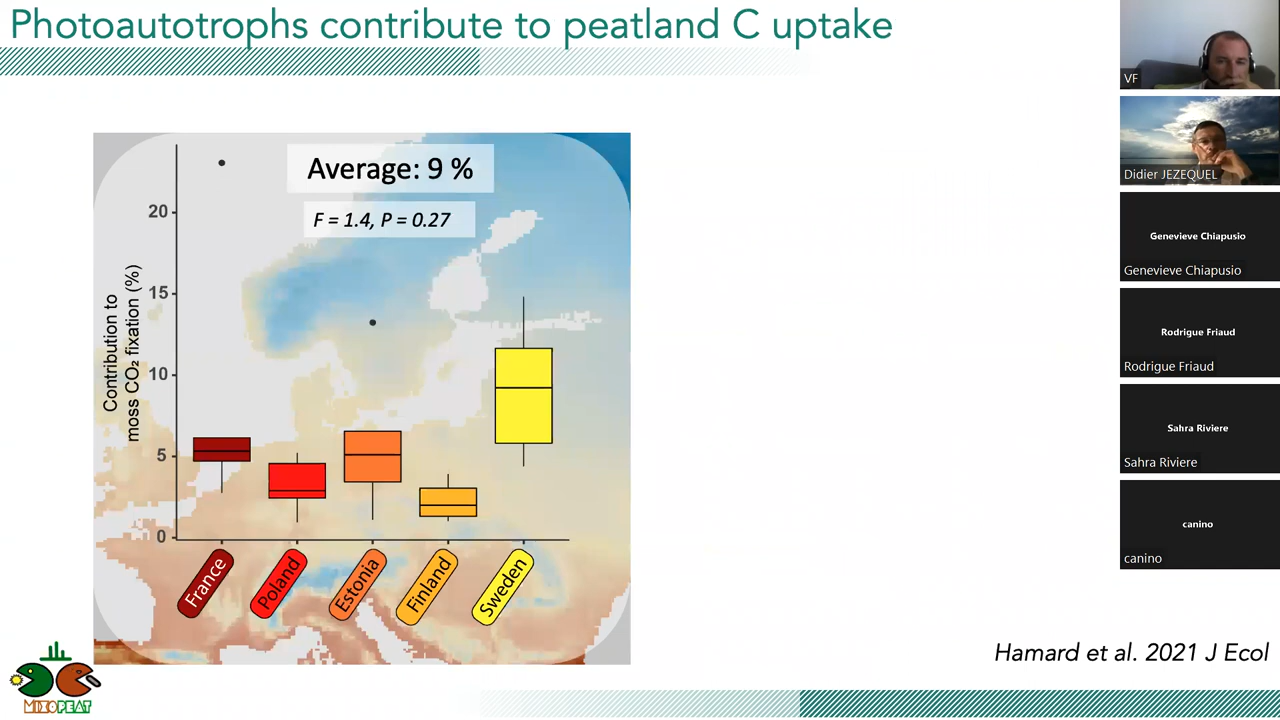 Photoautotrophs contribute to peatland C uptake
Average: 9 %
F = 1.4, P = 0.27
Contribution to
moss CO₂ fixation (%)
20
15
10
5
0
France
Poland
Estonia
Finland
Sweden
Hamard et al. 2021 J Ecol
MIXOPEAT
VF
Didier JEZEQUEL
Genevieve Chiapusio
Genevieve Chiapusio
Rodrigue Friaud
Rodrigue Friaud
Sahra Riviere
Sahra Riviere
canino
canino